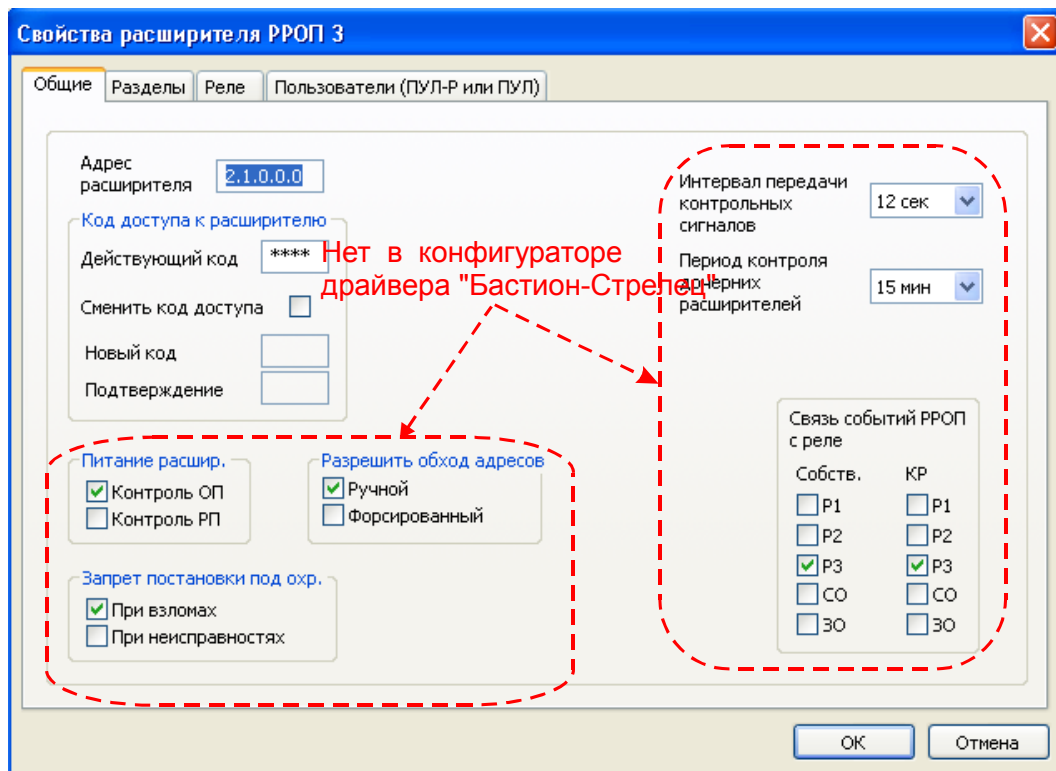 Свойства расширителя РРОП 3
Общие Разделы Реле Пользователи (ПУЛ-Р или ПУЛ)
Адрес
расширителя 2.1.0.0.0
Код доступа к расширителю
Действующий код ****
Сменить код доступа
Новый код
Подтверждение
Нет в конфигураторе
драйвера "Бастион-Стрелец"
Интервал передачи
контрольных
сигналов
12 сек
Период контроля
дочерних
расширителей
15 мин
Питание расшир.
Контроль ОП
Контроль РП
Разрешить обход адресов
Ручной
Форсированный
Запрет постановки под охр.
При взломах
При неисправностях
Связь событий РРОП
с реле
Собств. КР
Р1 Р1
Р2 Р2
Р3 Р3
СО СО
ЗО ЗО
ОК Отмена